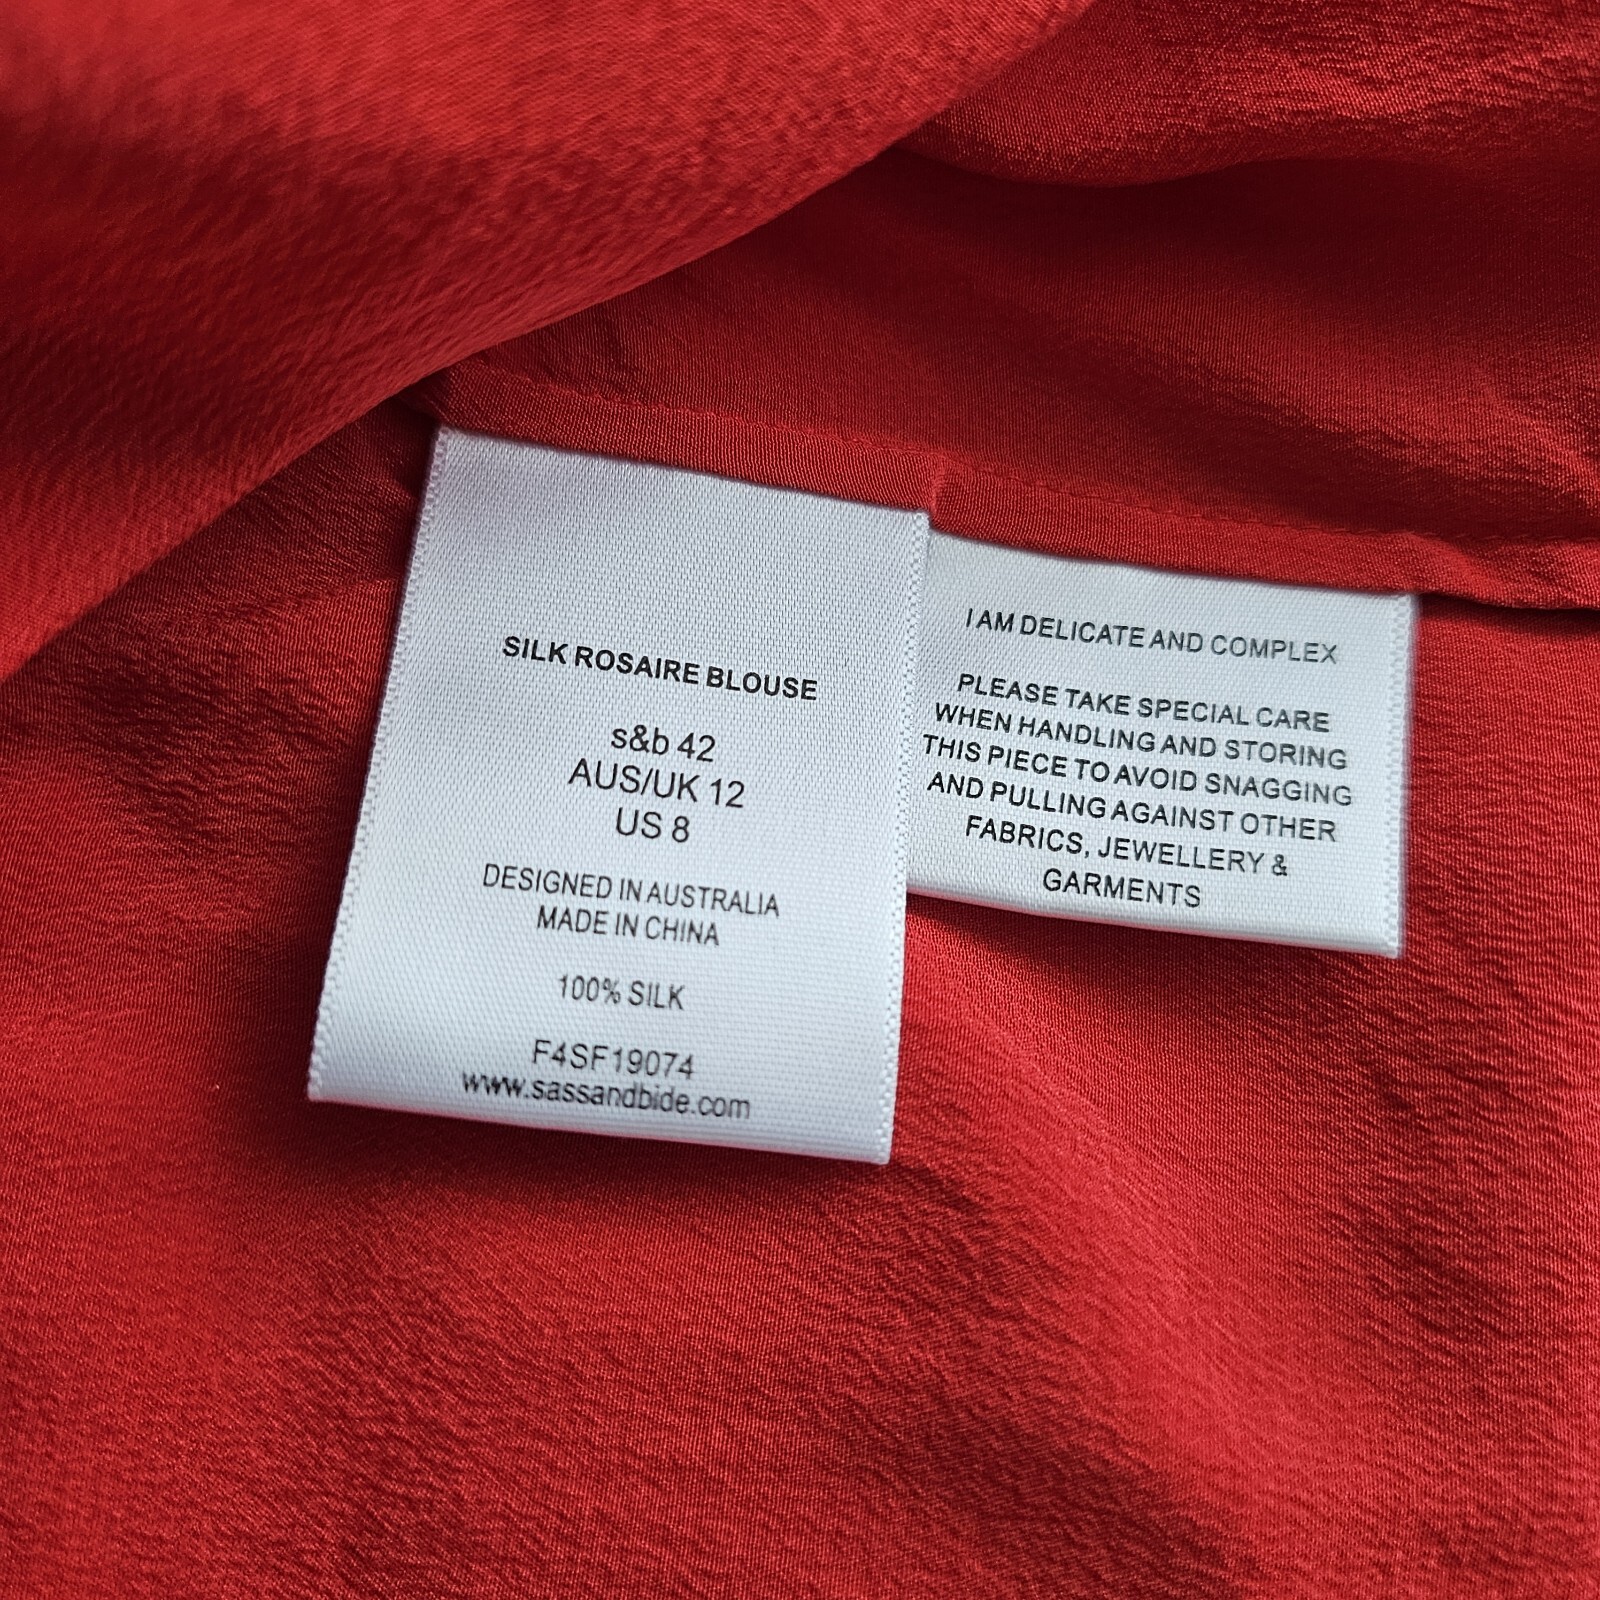 SILK ROSAIRE BLOUSE
s&b 42
AUS/UK 12
US 8
DESIGNED IN AUSTRALIA
MADE IN CHINA
100% SILK
F4SF19074
www.sassandbide.com
I AM DELICATE AND COMPLEX
PLEASE TAKE SPECIAL CARE
WHEN HANDLING AND STORING
THIS PIECE TO AVOID SNAGGING
AND PULLING AGAINST OTHER
FABRICS, JEWELLERY &
GARMENTS